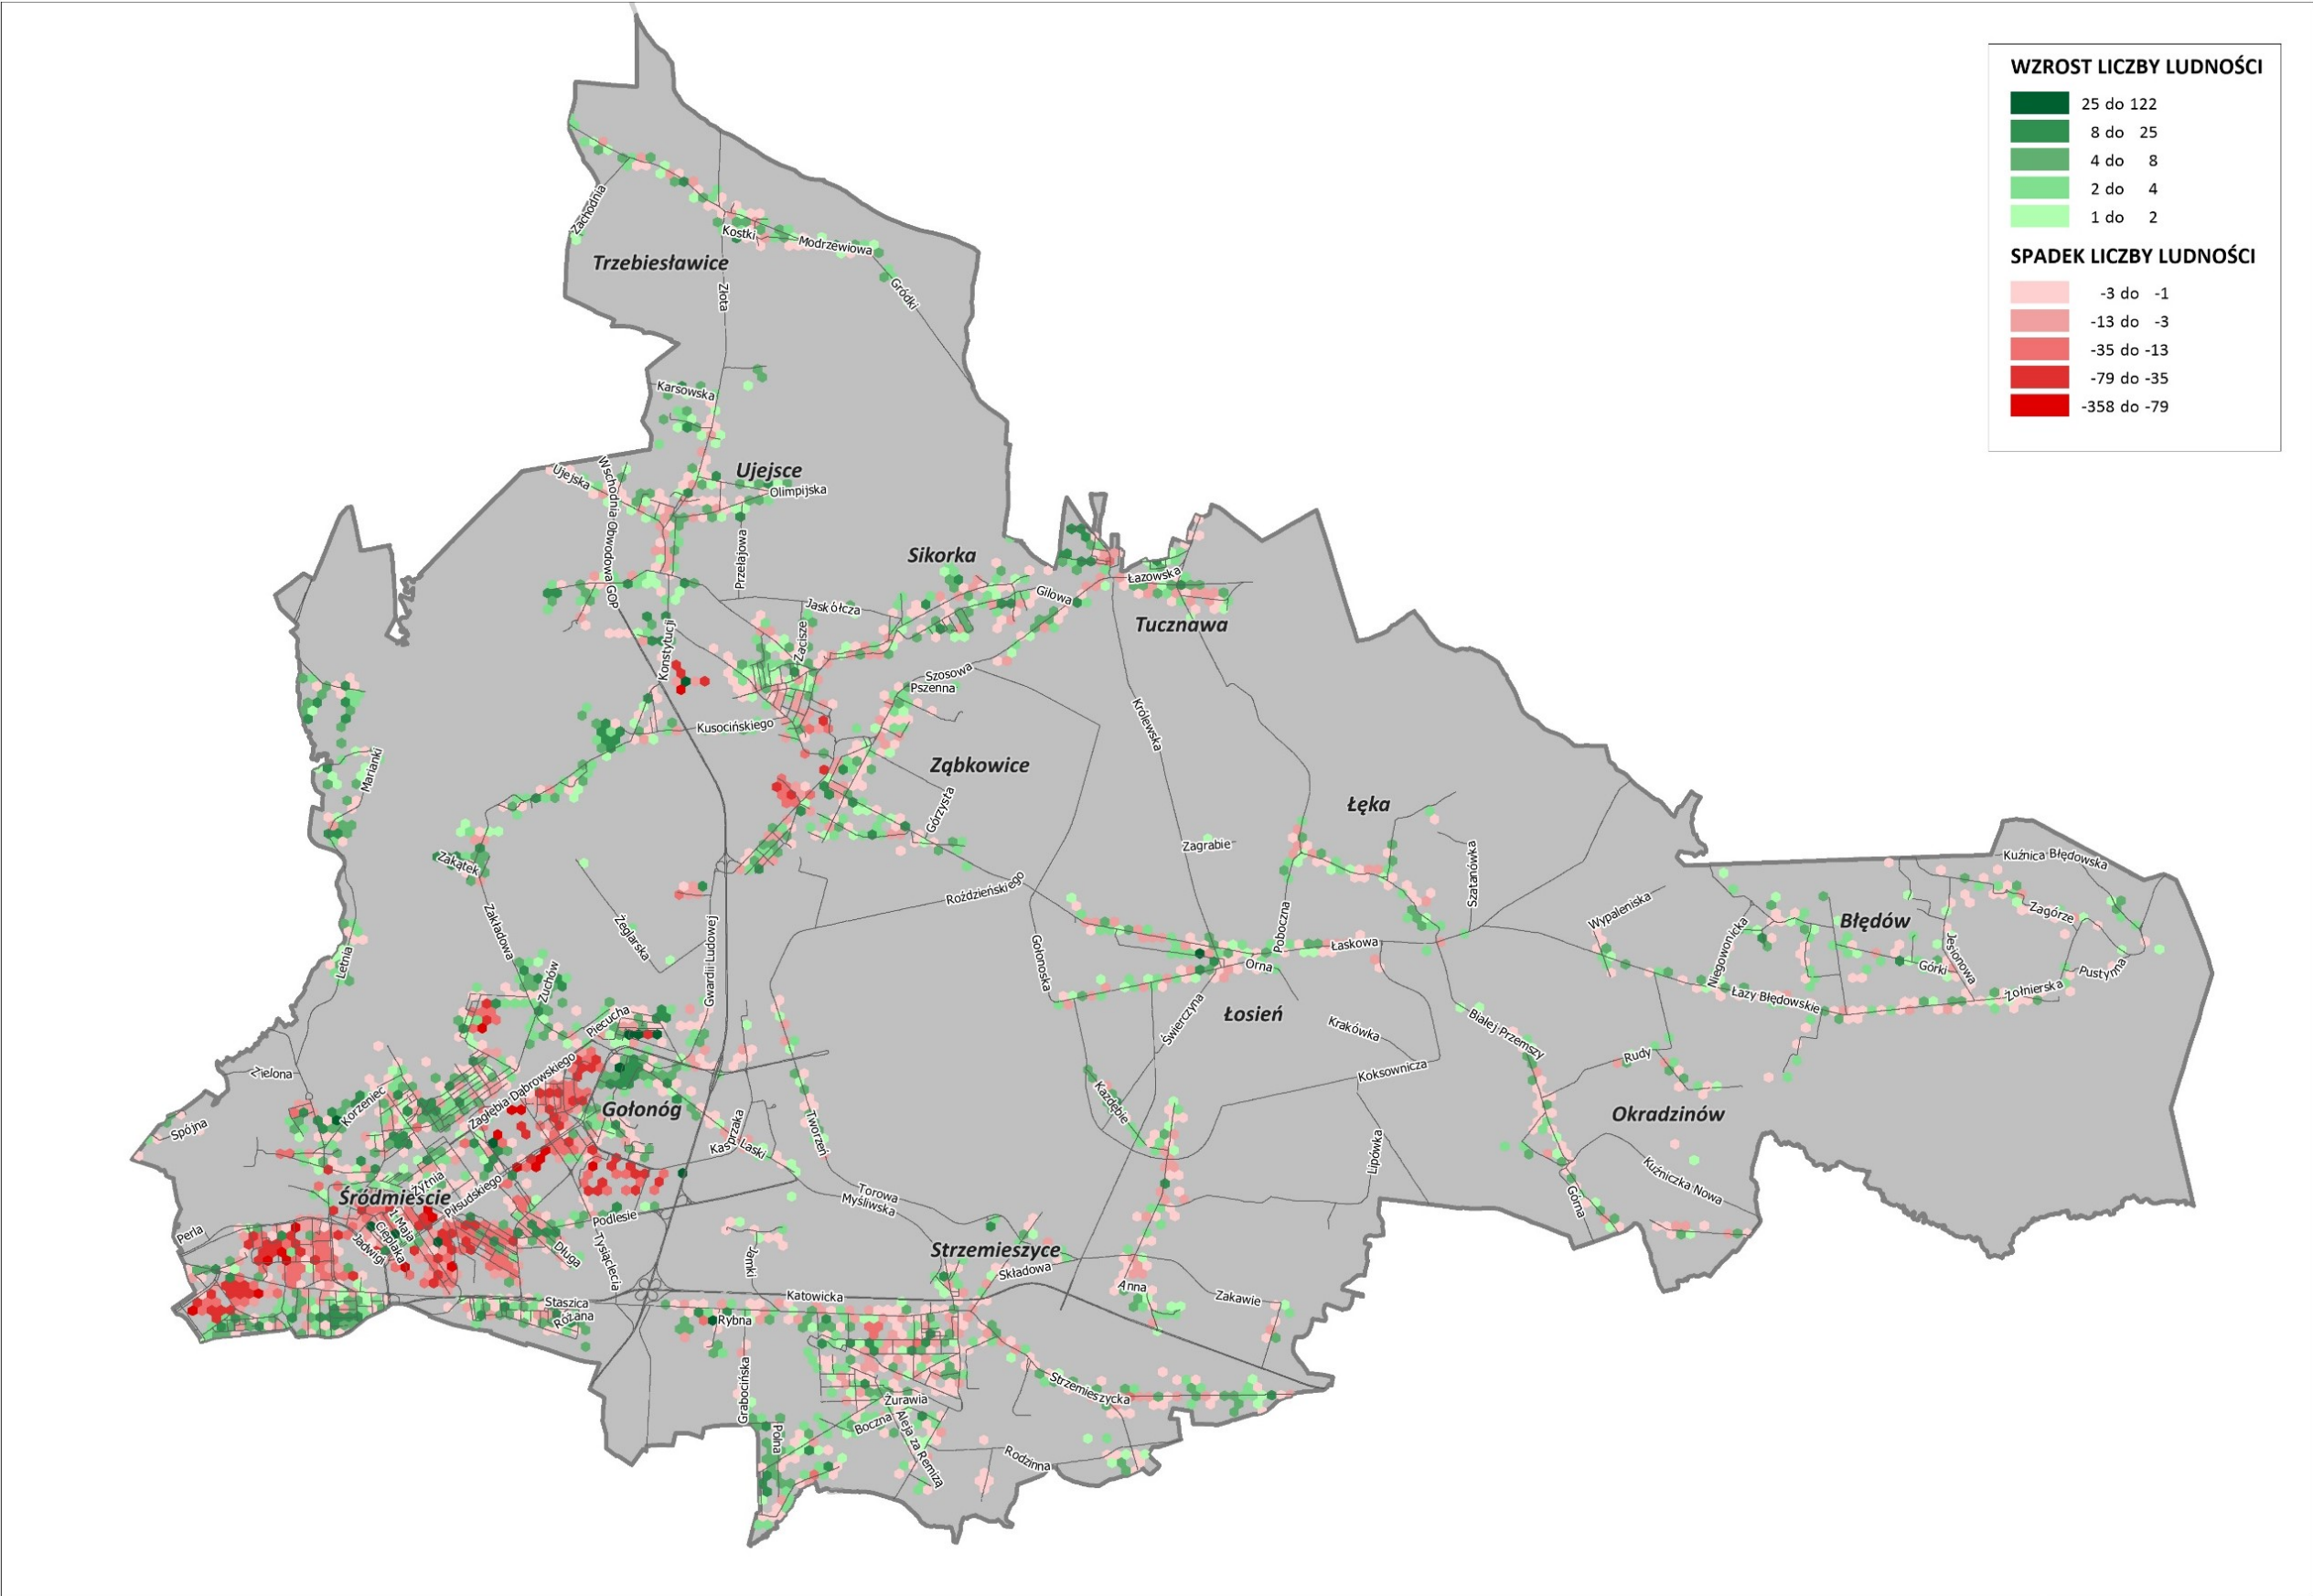 WZROST LICZBY LUDNOŚCI
25 do 122
8 do 25
4 do 8
2 do 4
1 do 2
SPADEK LICZBY LUDNOŚCI
-3 do -1
-13 do -3
-35 do -13
-79 do -35
-358 do -79
Zachodnia
Kostki
Modrzewiowa
Trzebiesławice
Złota
Gródki
Karsowska
Ujejsce
Ujejska
Wschodnia Obwodowa GOP
Olimpijska
Przełajowa
Sikorka
Łazowska
Gilowa
Jaskółcza
Tucznawa
Zacisze
Konstytucji
Szosowa
Pszenna
Królewska
Kusocińskiego
Marianki
Ząbkowice
Górzysta
Łęka
Zagrabie
Szatanówka
Kuźnica Błędowska
Zakątek
Roździeńskiego
Wypaleniska
Błędów
Zagórze
Zakładowa
Żeglarska
Gwardii Ludowej
Poboczna
Niegowonicka
Jesionowa
Łaskowa
Letnia
Gołonoska
Orna
Górki
Pustynna
Żuchów
Łazy Błędowskie
Żołnierska
Łosień
Świerczyna
Piecucha
Krakówka
Białej Przemszy
Rudy
Zielona
Koksownicza
Zagłębia Dąbrowskiego
Korzeniec
Gołonóg
Kazdębie
Okradzinów
Spójna
Kasprzaka
Laski
Tworzeń
Lipówka
Kuźniczka Nowa
Żytnia
Śródmieście
Piłsudskiego
Torowa
Myśliwska
Górna
1 Maja
Podlesie
Perla
Cieplaka
Jadwigi
Długa
Tysiąclecia
Jamki
Strzemieszyce
Składowa
Anna
Zakawie
Katowicka
Staszica
Różana
Rybna
Grabocińska
Strzemieszycka
Żurawia
Boczna
Polna
Aleja za Remizą
Rodzinna